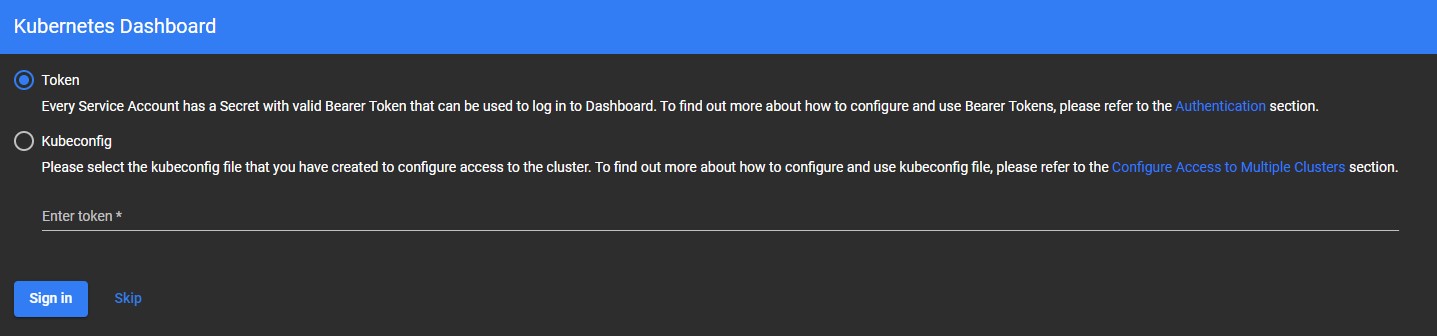 Kubernetes Dashboard
Token
Every Service Account has a Secret with valid Bearer Token that can be used to log in to Dashboard. To find out more about how to configure and use Bearer Tokens, please refer to the Authentication section.
Kubeconfig
Please select the kubeconfig file that you have created to configure access to the cluster. To find out more about how to configure and use kubeconfig file, please refer to the Configure Access to Multiple Clusters section.
Enter token *
Sign in Skip